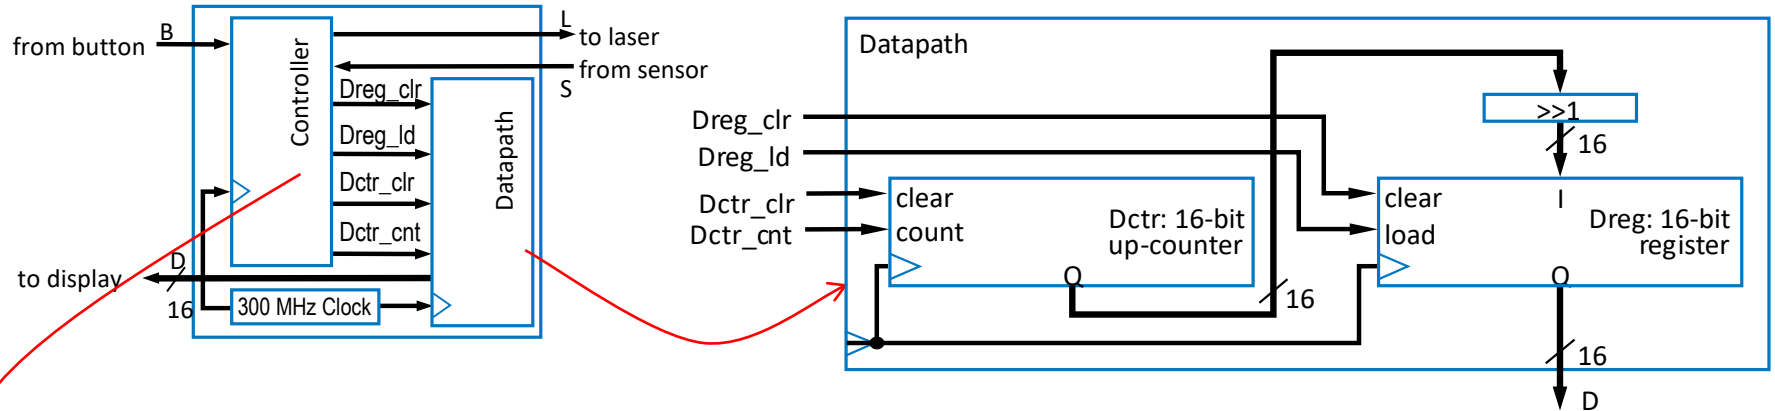 from button
B
Controller
L
to laser
from sensor
S
Dreg_clr
Dreg_ld
Dctr_clr
Dctr_cnt
Datapath
to display
D
16
300 MHz Clock
Datapath
Dreg_clr
Dreg_ld
Dctr_clr
Dctr_cnt
clear
count
Dctr: 16-bit
up-counter
Q
16
>>1
16
clear
load
I
Dreg: 16-bit
register
Q
16
D